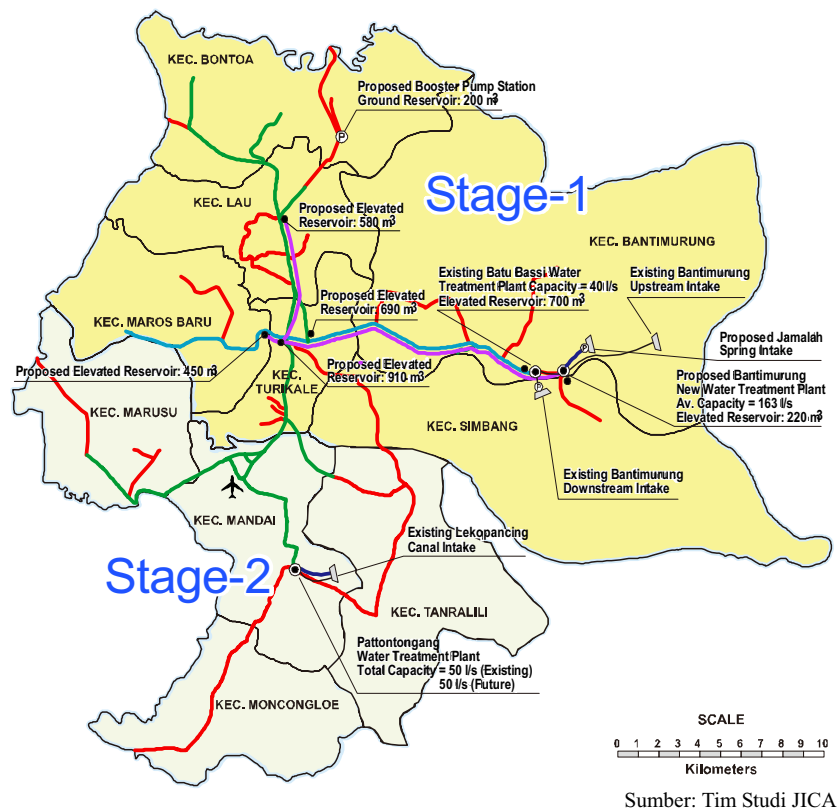 KEC. BONTOA
Proposed Booster Pump Station
Ground Reservoir: 200 m3
P
Stage-1
KEC. LAU
Proposed Elevated
Reservoir: 580 m3
KEC. BANTIMURUNG
Existing Batu Bassi Water
Treatment Plant Capacity = 40 l/s
Elevated Reservoir: 700 m3
Existing Bantimurung
Upstream Intake
Proposed Elevated
Reservoir: 690 m3
KEC. MAROS BARU
Proposed Jamalah
Spring Intake
P
Proposed Elevated Reservoir: 450 m3
KEC.
TURIKALE
Proposed Elevated
Reservoir: 910 m3
Proposed Bantimurung
New Water Treatment Plant
Av. Capacity = 163 l/s
Elevated Reservoir: 220 m3
P
KEC. MARUSU
KEC. SIMBANG
Existing Bantimurung
Downstream Intake
KEC. MANDAI
Existing Lekopancing
Canal Intake
Stage-2
KEC. TANRALILI
Pattontongang
Water Treatment Plant
Total Capacity = 50 l/s (Existing)
50 l/s (Future)
KEC. MONCONGLOE
SCALE
0 1 2 3 4 5 6 7 8 9 10
Kilometers
Sumber: Tim Studi JICA